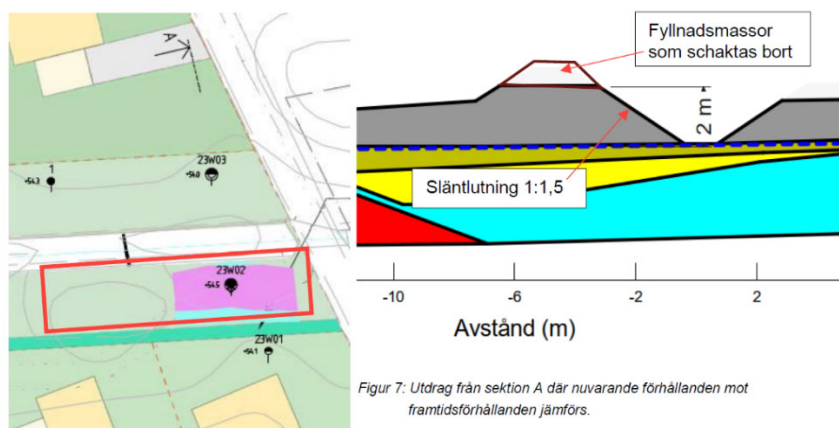 A
1
+54.3
23W03
+54.0
23W02
+54.5
23W01
+54.1
Fyllnadsmassor
som schaktas bort
2 m
Släntlutning 1:1,5
-10
-6
-2
2
Avstånd (m)
Figur 7: Utdrag från sektion A där nuvarande förhållanden mot
framtidsförhållanden jämförs.